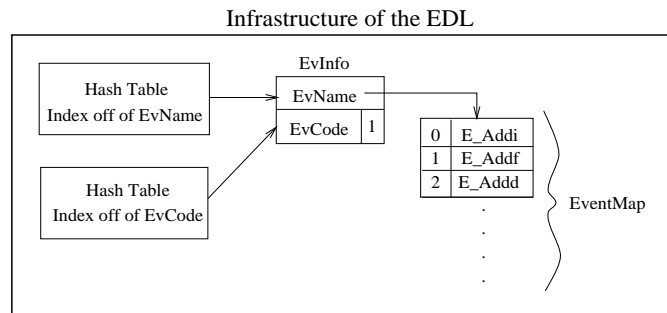 Infrastructure of the EDL
EvInfo
Hash Table
Index off of EvName
EvName
EvCode 1
0 E_Addi
1 E_Addf
2 E_Addd
.
.
.
.
Hash Table
Index off of EvCode
EventMap